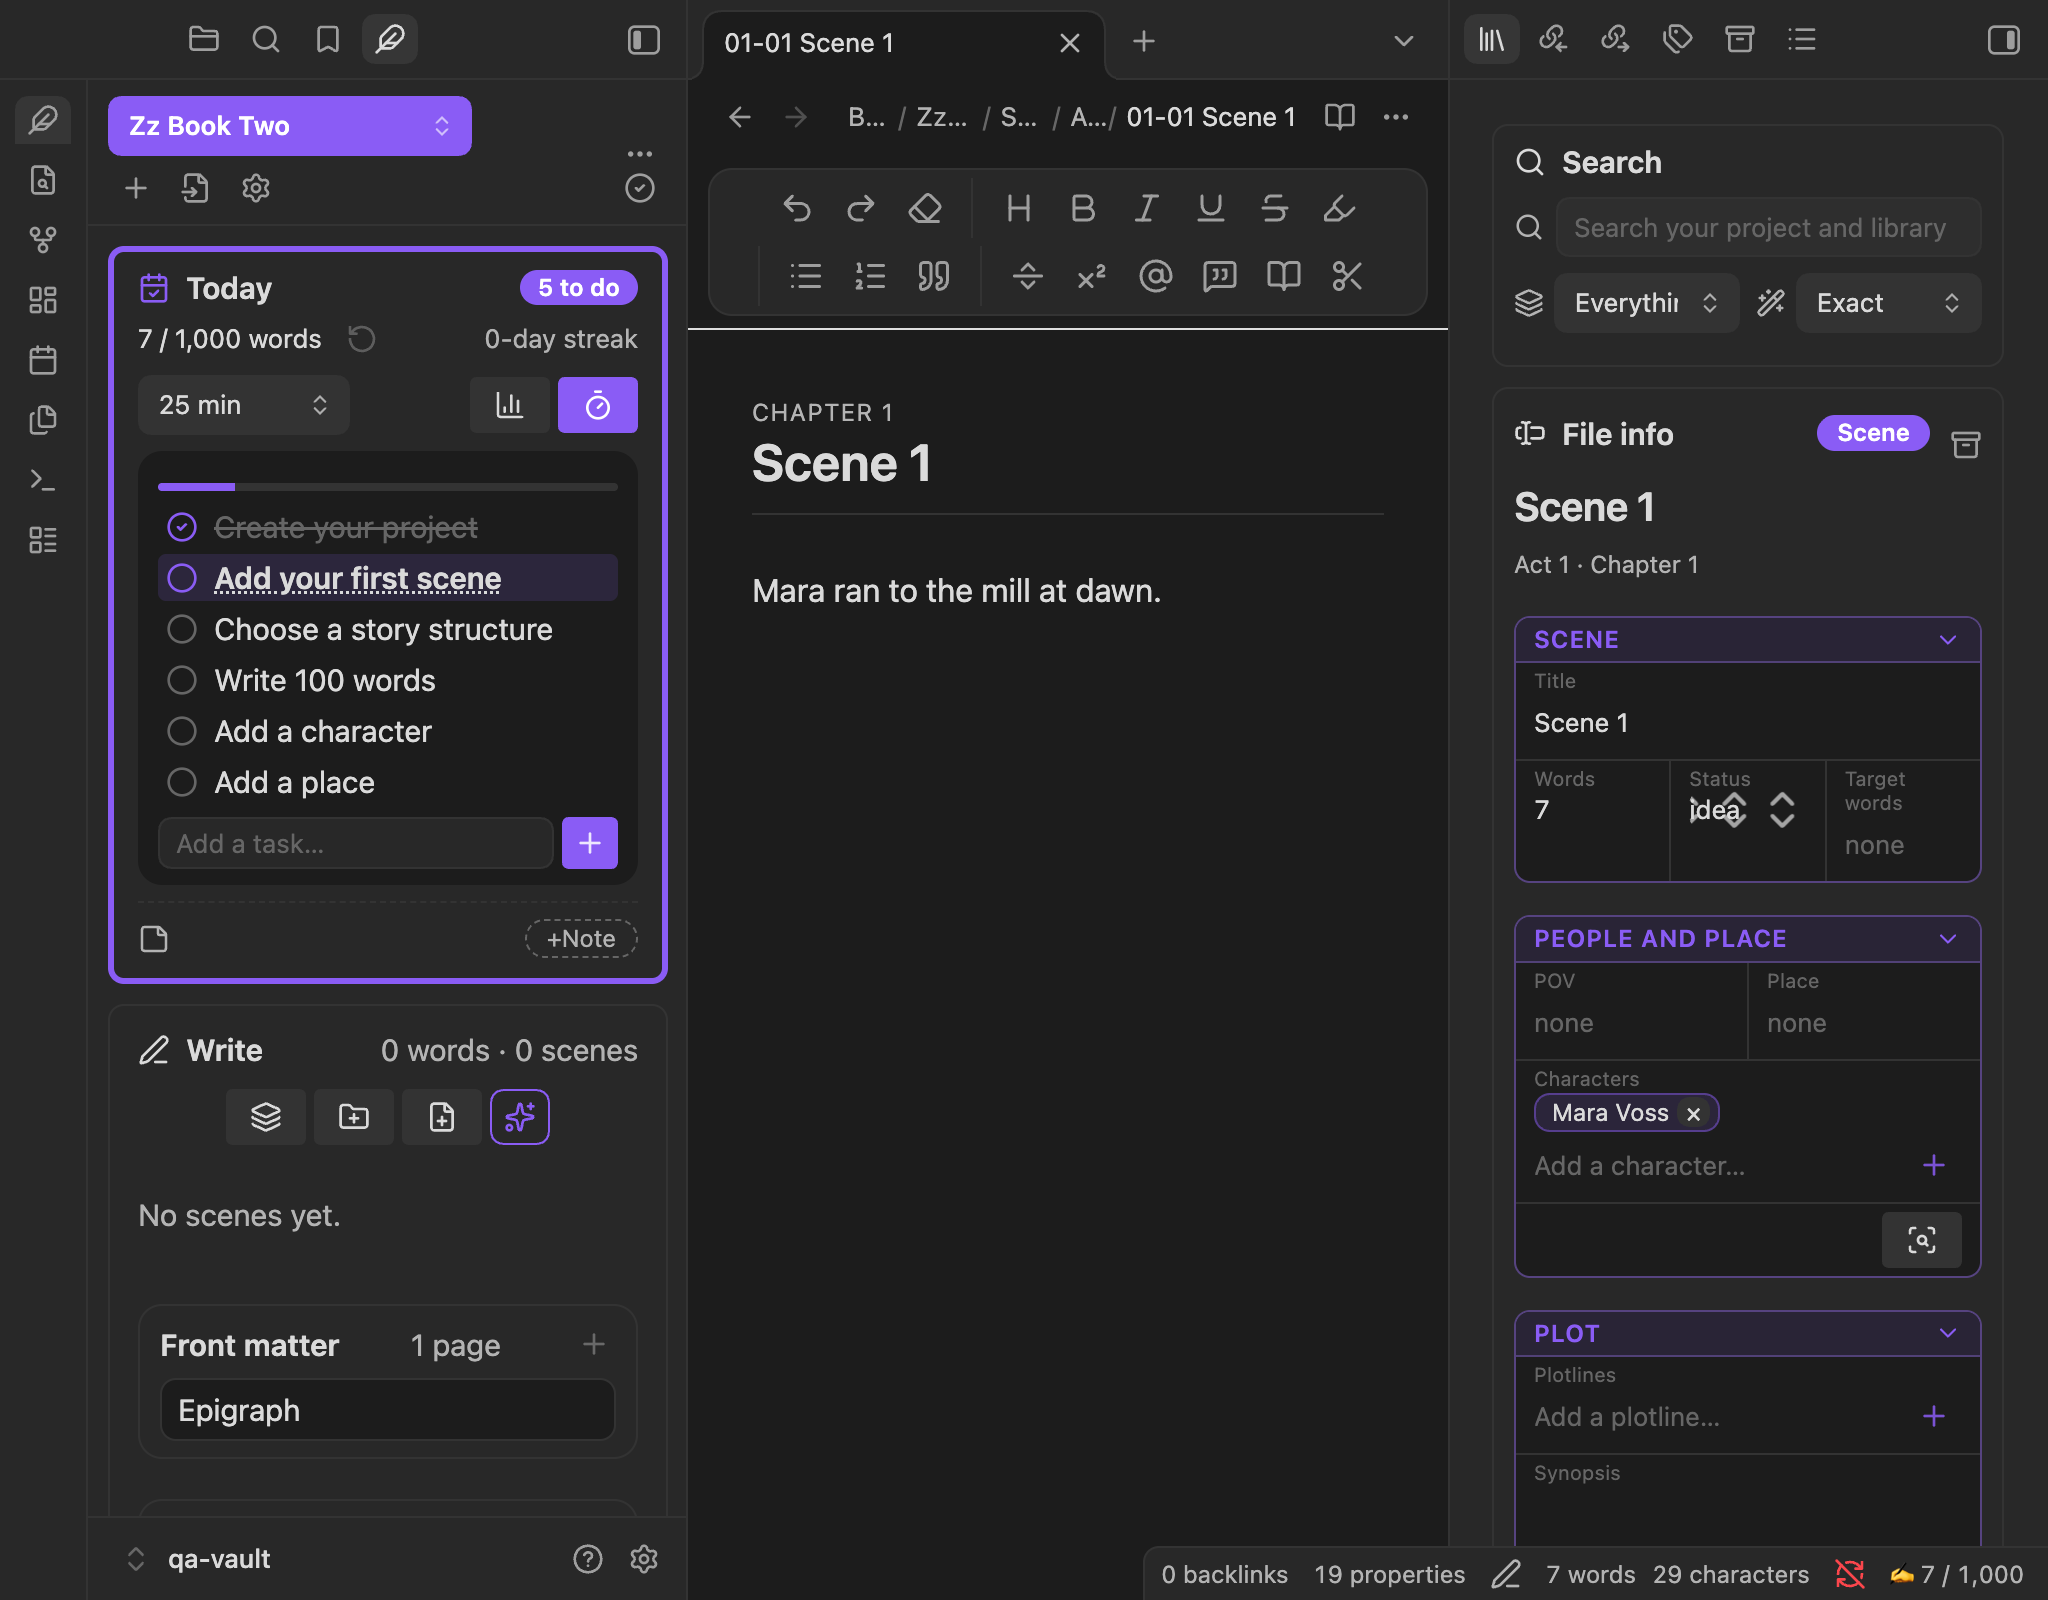 Zz Book Two
Today
5 to do
7 / 1,000 words
0-day streak
25 min
Create your project
Add your first scene
Choose a story structure
Write 100 words
Add a character
Add a place
Add a task...
+Note
Write
0 words · 0 scenes
No scenes yet.
Front matter
1 page
Epigraph
qa-vault
01-01 Scene 1
B... / Zz... / S... / A.../ 01-01 Scene 1
CHAPTER 1
Scene 1
Mara ran to the mill at dawn.
Search
Search your project and library
Everythir
Exact
File info
Scene
Scene 1
Act 1 · Chapter 1
SCENE
Title
Scene 1
Words
7
Status
idea
Target
words
none
PEOPLE AND PLACE
POV
none
Place
none
Characters
Mara Voss
Add a character...
PLOT
Plotlines
Add a plotline...
Synopsis
0 backlinks
19 properties
7 words
29 characters
7 / 1,000